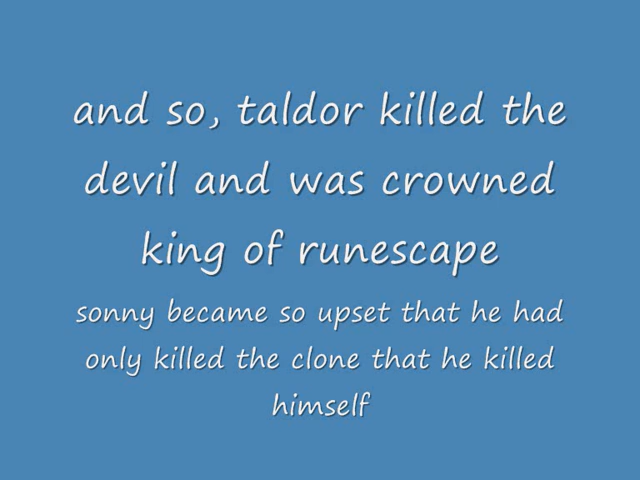 and so, taldor killed the
devil and was crowned
king of runescape
sonny became so upset that he had
only killed the clone that he killed
himself